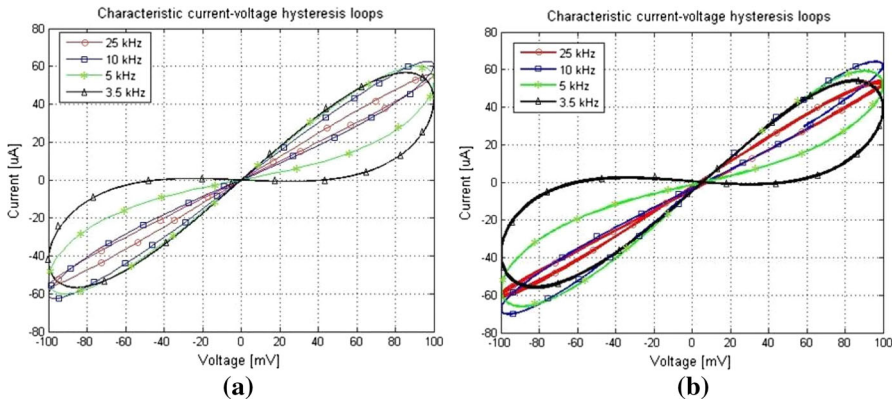 Characteristic current-voltage hysteresis loops
80
60
40
20
0
-20
-40
-60
-80
Current [uA]
25 kHz
10 kHz
5 kHz
3.5 kHz
-100 -80 -60 -40 -20 0 20 40 60 80 100
Voltage [mV]
(a)
Characteristic current-voltage hysteresis loops
80
60
40
20
0
-20
-40
-60
-80
Current [uA]
25 kHz
10 kHz
5 kHz
3.5 kHz
-100 -80 -60 -40 -20 0 20 40 60 80 100
Voltage [mV]
(b)